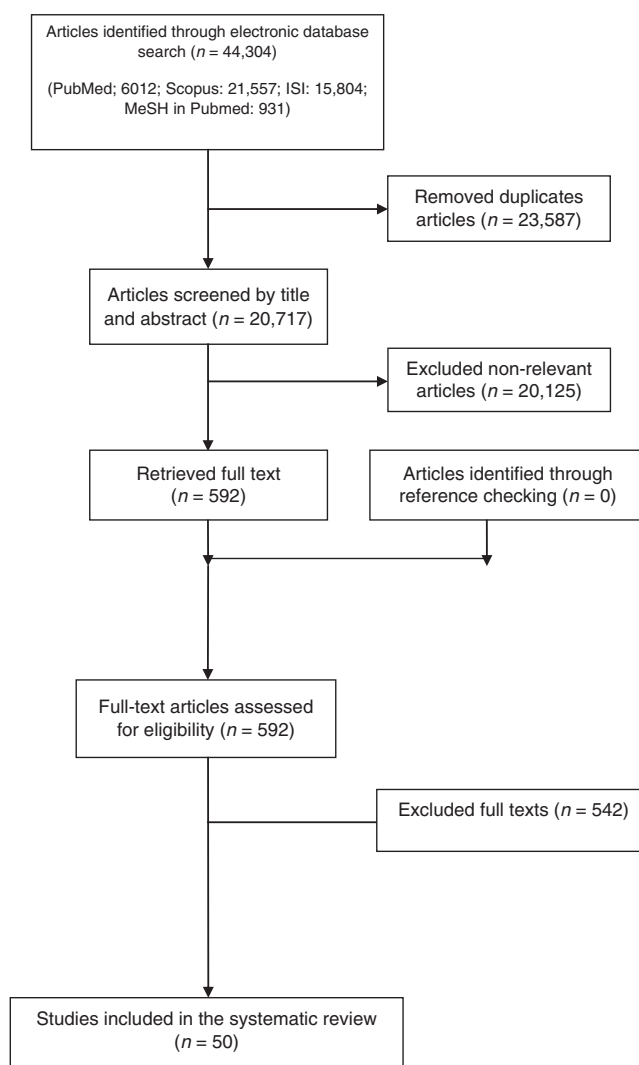 Articles identified through electronic database
search (n = 44,304)
(PubMed; 6012; Scopus: 21,557; ISI: 15,804;
MeSH in Pubmed: 931)
Removed duplicates
articles (n = 23,587)
Articles screened by title
and abstract (n = 20,717)
Excluded non-relevant
articles (n = 20,125)
Retrieved full text
(n = 592)
Articles identified through
reference checking (n = 0)
Full-text articles assessed
for eligibility (n = 592)
Excluded full texts (n = 542)
Studies included in the systematic review
(n = 50)